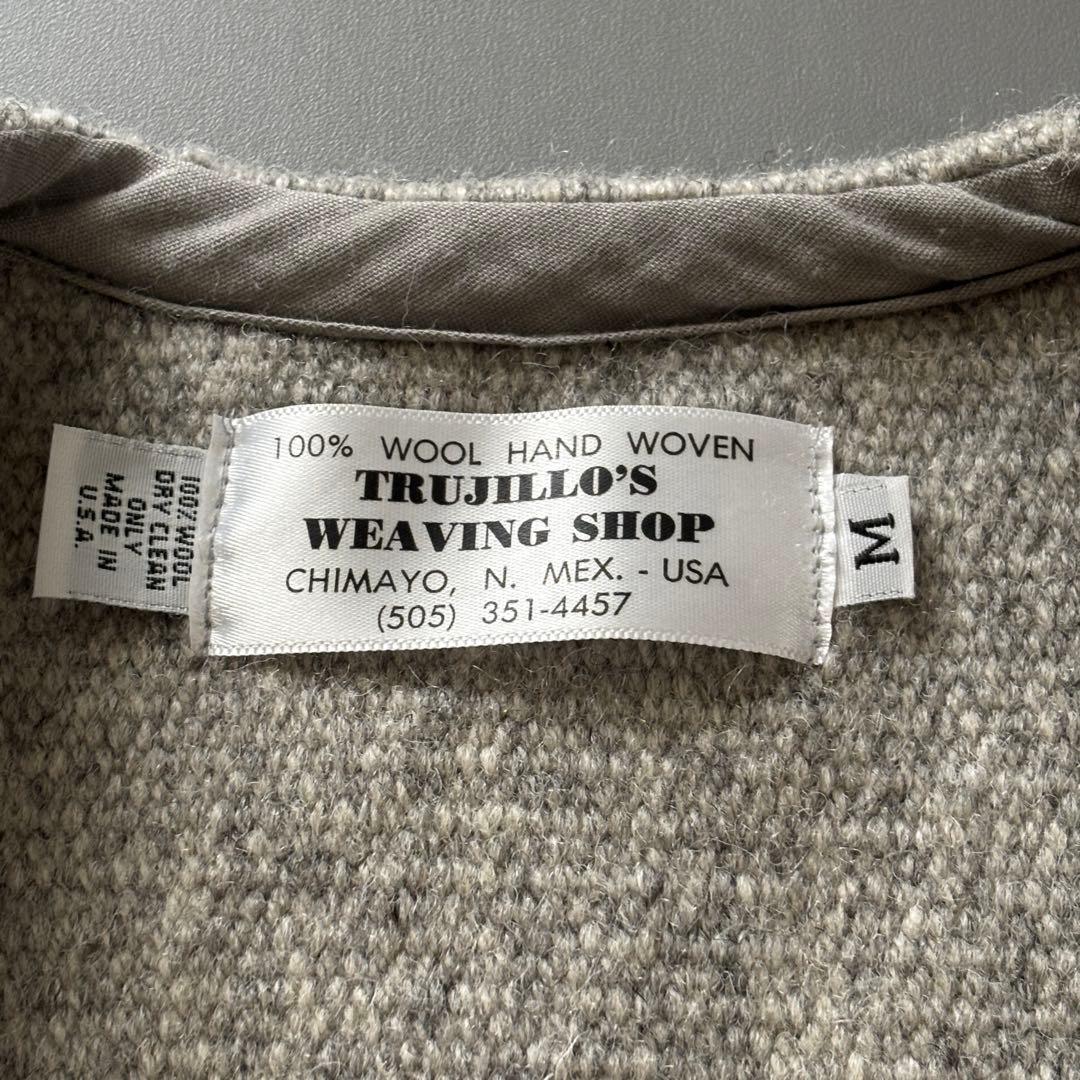 100% WOOL HAND WOVEN
TRUJILLO'S
WEAVING SHOP
CHIMAYO, N. MEX. - USA
(505) 351-4457
100% WOOL
DRY CLEAN
ONLY
MADE IN
U.S.A.
M